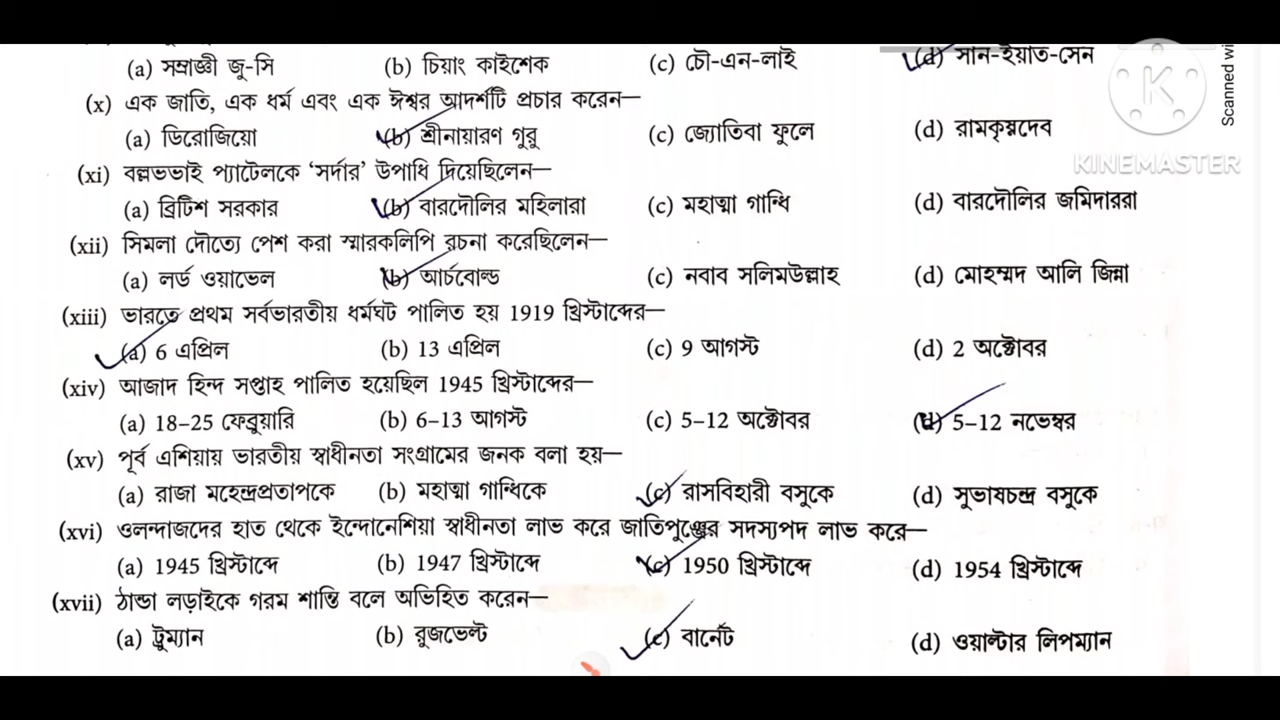 (a) সম্রাজ্ঞী জু-সি (b) চিয়াং কাইশেক (c) চৌ-এন-লাই (d) সান-ইয়াত-সেন
(x) এক জাতি, এক ধর্ম এবং এক ঈশ্বর আদর্শটি প্রচার করেন—
(a) ডিরোজিয়ো (b) শ্রীনায়ারণ গুরু (c) জ্যোতিবা ফুলে (d) রামকৃষ্ণদেব
(xi) বল্লভভাই প্যাটেলকে ‘সর্দার’ উপাধি দিয়েছিলেন—
(a) ব্রিটিশ সরকার (b) বারদৌলির মহিলারা (c) মহাত্মা গান্ধি (d) বারদৌলির জমিদাররা
(xii) সিমলা দৌত্যে পেশ করা স্মারকলিপি রচনা করেছিলেন—
(a) লর্ড ওয়াভেল (b) আর্চবোল্ড (c) নবাব সলিমউল্লাহ (d) মোহম্মদ আলি জিন্না
(xiii) ভারতে প্রথম সর্বভারতীয় ধর্মঘট পালিত হয় 1919 খ্রিস্টাব্দের—
(a) 6 এপ্রিল (b) 13 এপ্রিল (c) 9 আগস্ট (d) 2 অক্টোবর
(xiv) আজাদ হিন্দ সপ্তাহ পালিত হয়েছিল 1945 খ্রিস্টাব্দের—
(a) 18–25 ফেব্রুয়ারি (b) 6–13 আগস্ট (c) 5–12 অক্টোবর (d) 5–12 নভেম্বর
(xv) পূর্ব এশিয়ায় ভারতীয় স্বাধীনতা সংগ্রামের জনক বলা হয়—
(a) রাজা মহেন্দ্রপ্রতাপকে (b) মহাত্মা গান্ধিকে (c) রাসবিহারী বসুকে (d) সুভাষচন্দ্র বসুকে
(xvi) ওলন্দাজদের হাত থেকে ইন্দোনেশিয়া স্বাধীনতা লাভ করে জাতিপুঞ্জের সদস্যপদ লাভ করে—
(a) 1945 খ্রিস্টাব্দে (b) 1947 খ্রিস্টাব্দে (c) 1950 খ্রিস্টাব্দে (d) 1954 খ্রিস্টাব্দে
(xvii) ঠান্ডা লড়াইকে গরম শান্তি বলে অভিহিত করেন—
(a) ট্রুম্যান (b) রুজভেল্ট (c) বার্নেট (d) ওয়াল্টার লিপম্যান
Scanned wi
KINEMASTER